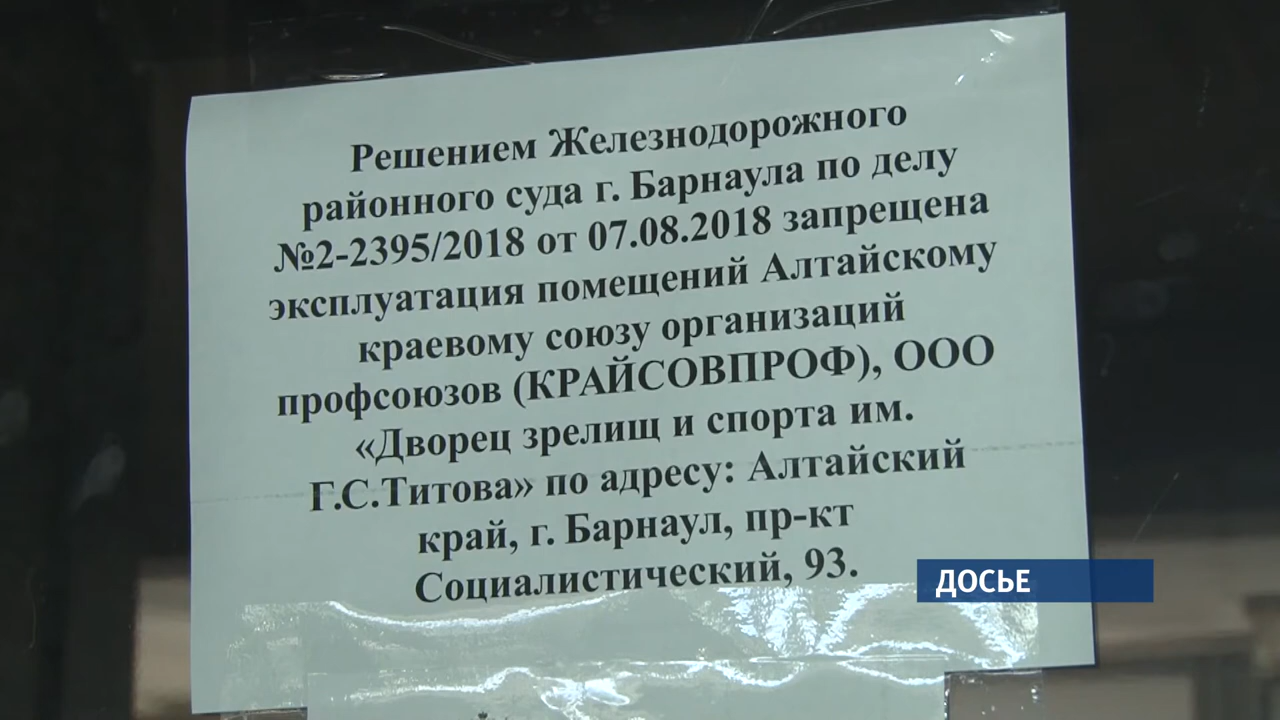 Решением Железнодорожного
районного суда г. Барнаула по делу
№2-2395/2018 от 07.08.2018 запрещена
эксплуатация помещений Алтайскому
краевому союзу организаций
профсоюзов (КРАЙСОВПРОФ), ООО
«Дворец зрелищ и спорта им.
Г.С.Титова» по адресу: Алтайский
край, г. Барнаул, пр-кт
Социалистический, 93.
ДОСЬЕ